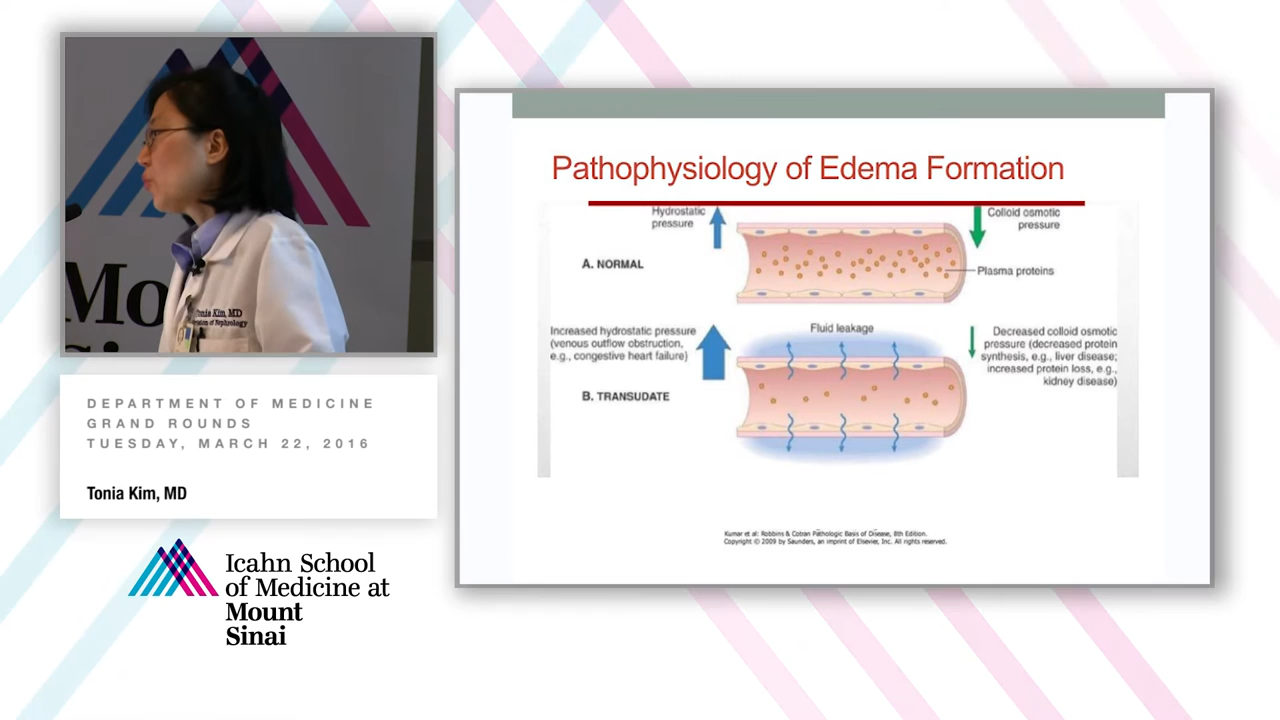 Mo
Tonia Kim, MD
DEPARTMENT OF MEDICINE
GRAND ROUNDS
TUESDAY, MARCH 22, 2016
Tonia Kim, MD
Icahn School
of Medicine at
Mount
Sinai
Pathophysiology of Edema Formation
Hydrostatic
pressure
Colloid osmotic
pressure
A. NORMAL
Plasma proteins
Increased hydrostatic pressure
(venous outflow obstruction,
e.g., congestive heart failure)
Fluid leakage
Decreased colloid osmotic
pressure (decreased protein
synthesis, e.g., liver disease;
increased protein loss, e.g.,
kidney disease)
B. TRANSUDATE
Kumar et al: Robbins & Cotran Pathologic Basis of Disease, 8th Edition.
Copyright © 2009 by Saunders, an imprint of Elsevier, Inc. All rights reserved.